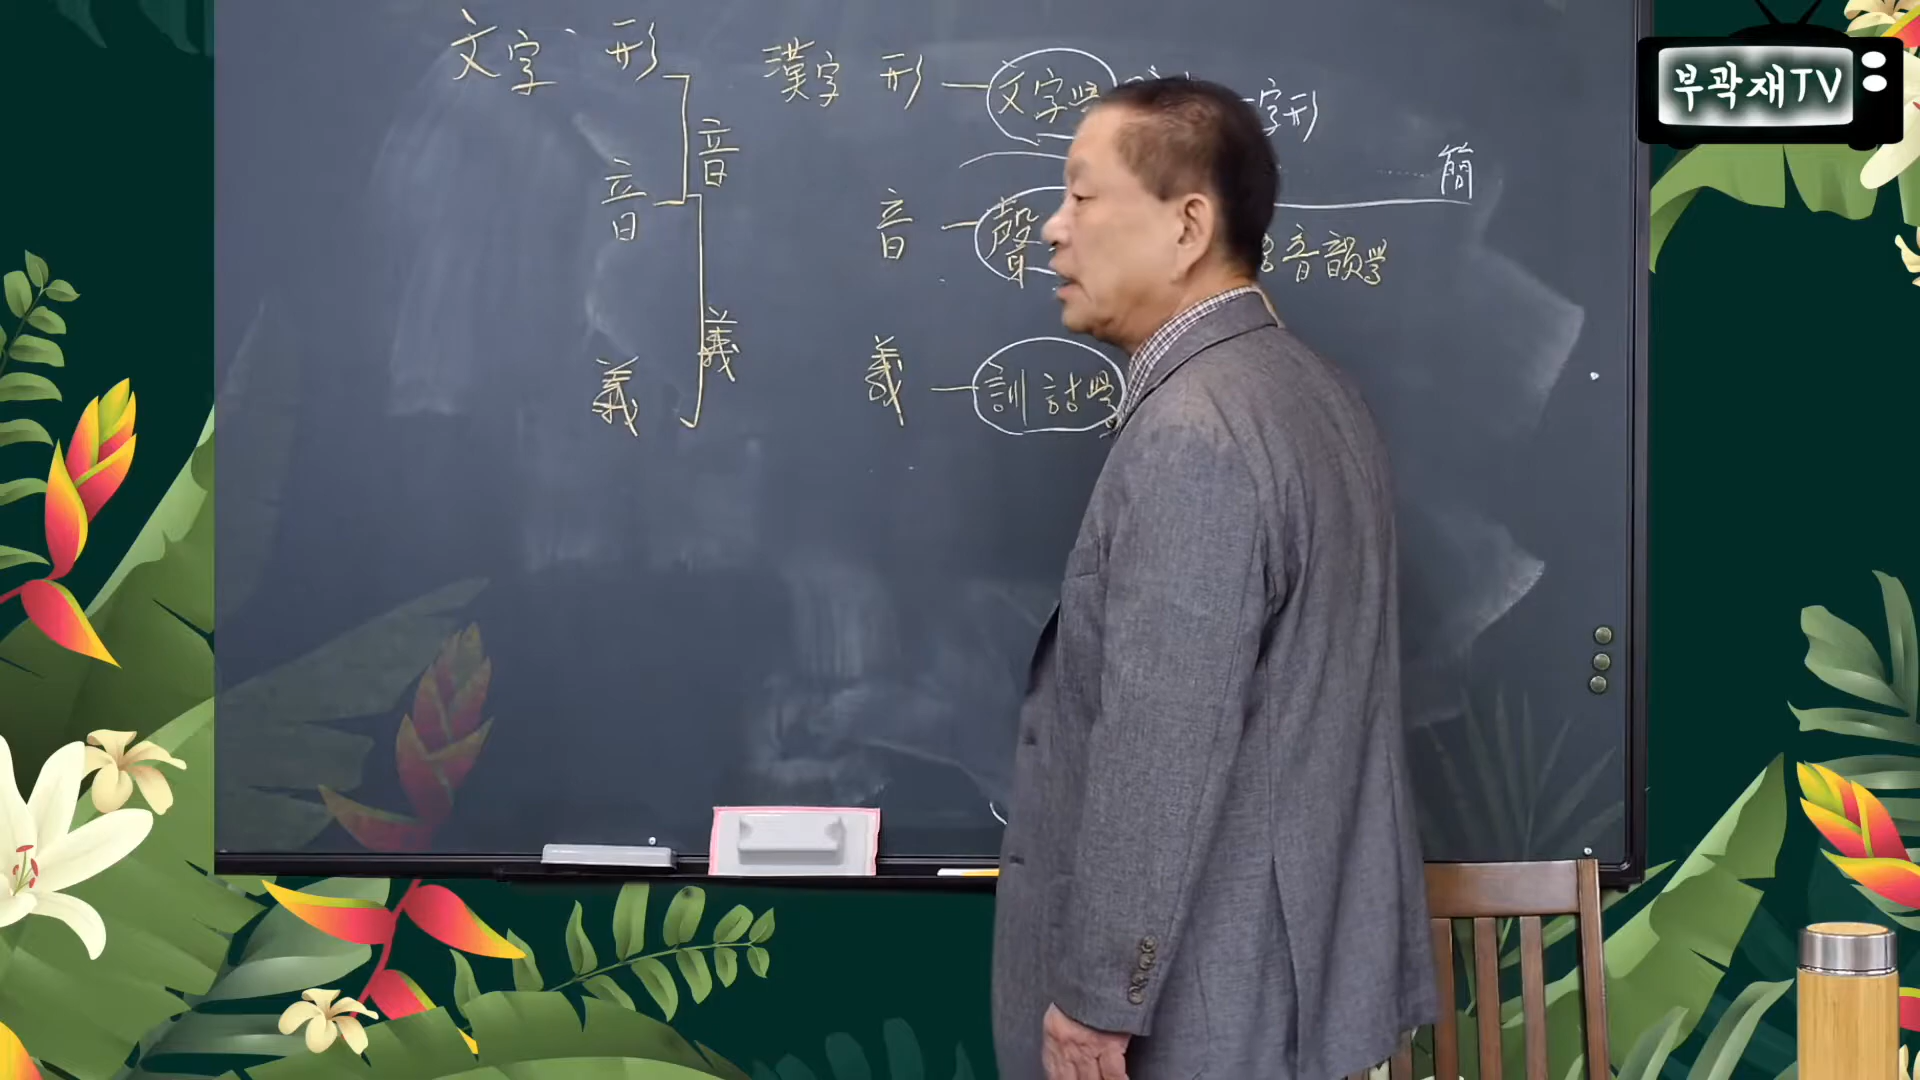 부곽재TV
文字 形
音
音
義
義
漢字 形 — 文字學
字形
簡
音 — 聲
音韻學
義 — 訓詁學